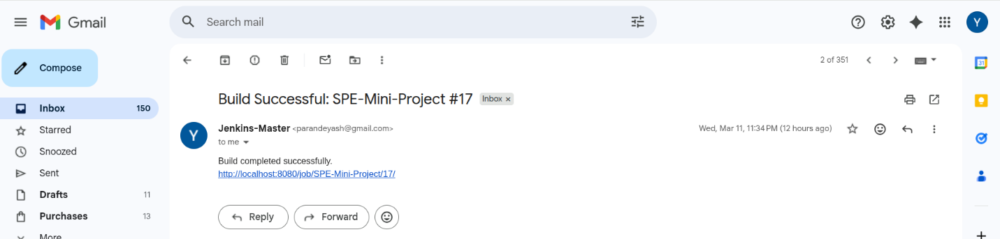 Gmail
Search mail
Y
Compose
2 of 351
31
Build Successful: SPE-Mini-Project #17 Inbox ×
Inbox 150
Y
Jenkins-Master <parandeyash@gmail.com>
Wed, Mar 11, 11:34 PM (12 hours ago)
Starred
to me
Snoozed
Build completed successfully.
Sent
http://localhost:8080/job/SPE-Mini-Project/17/
Drafts 11
Purchases 13
Reply
Forward
More